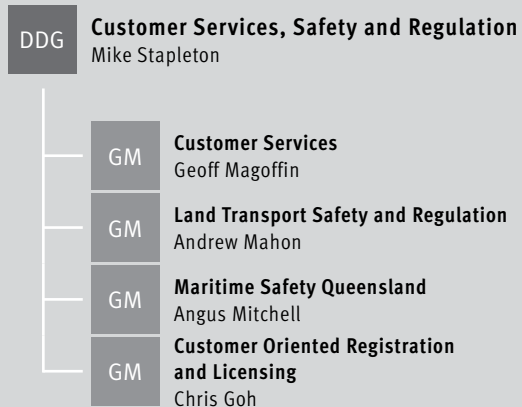 DDG
Customer Services, Safety and Regulation
Mike Stapleton
GM
Customer Services
Geoff Magoffin
GM
Land Transport Safety and Regulation
Andrew Mahon
GM
Maritime Safety Queensland
Angus Mitchell
GM
Customer Oriented Registration
and Licensing
Chris Goh